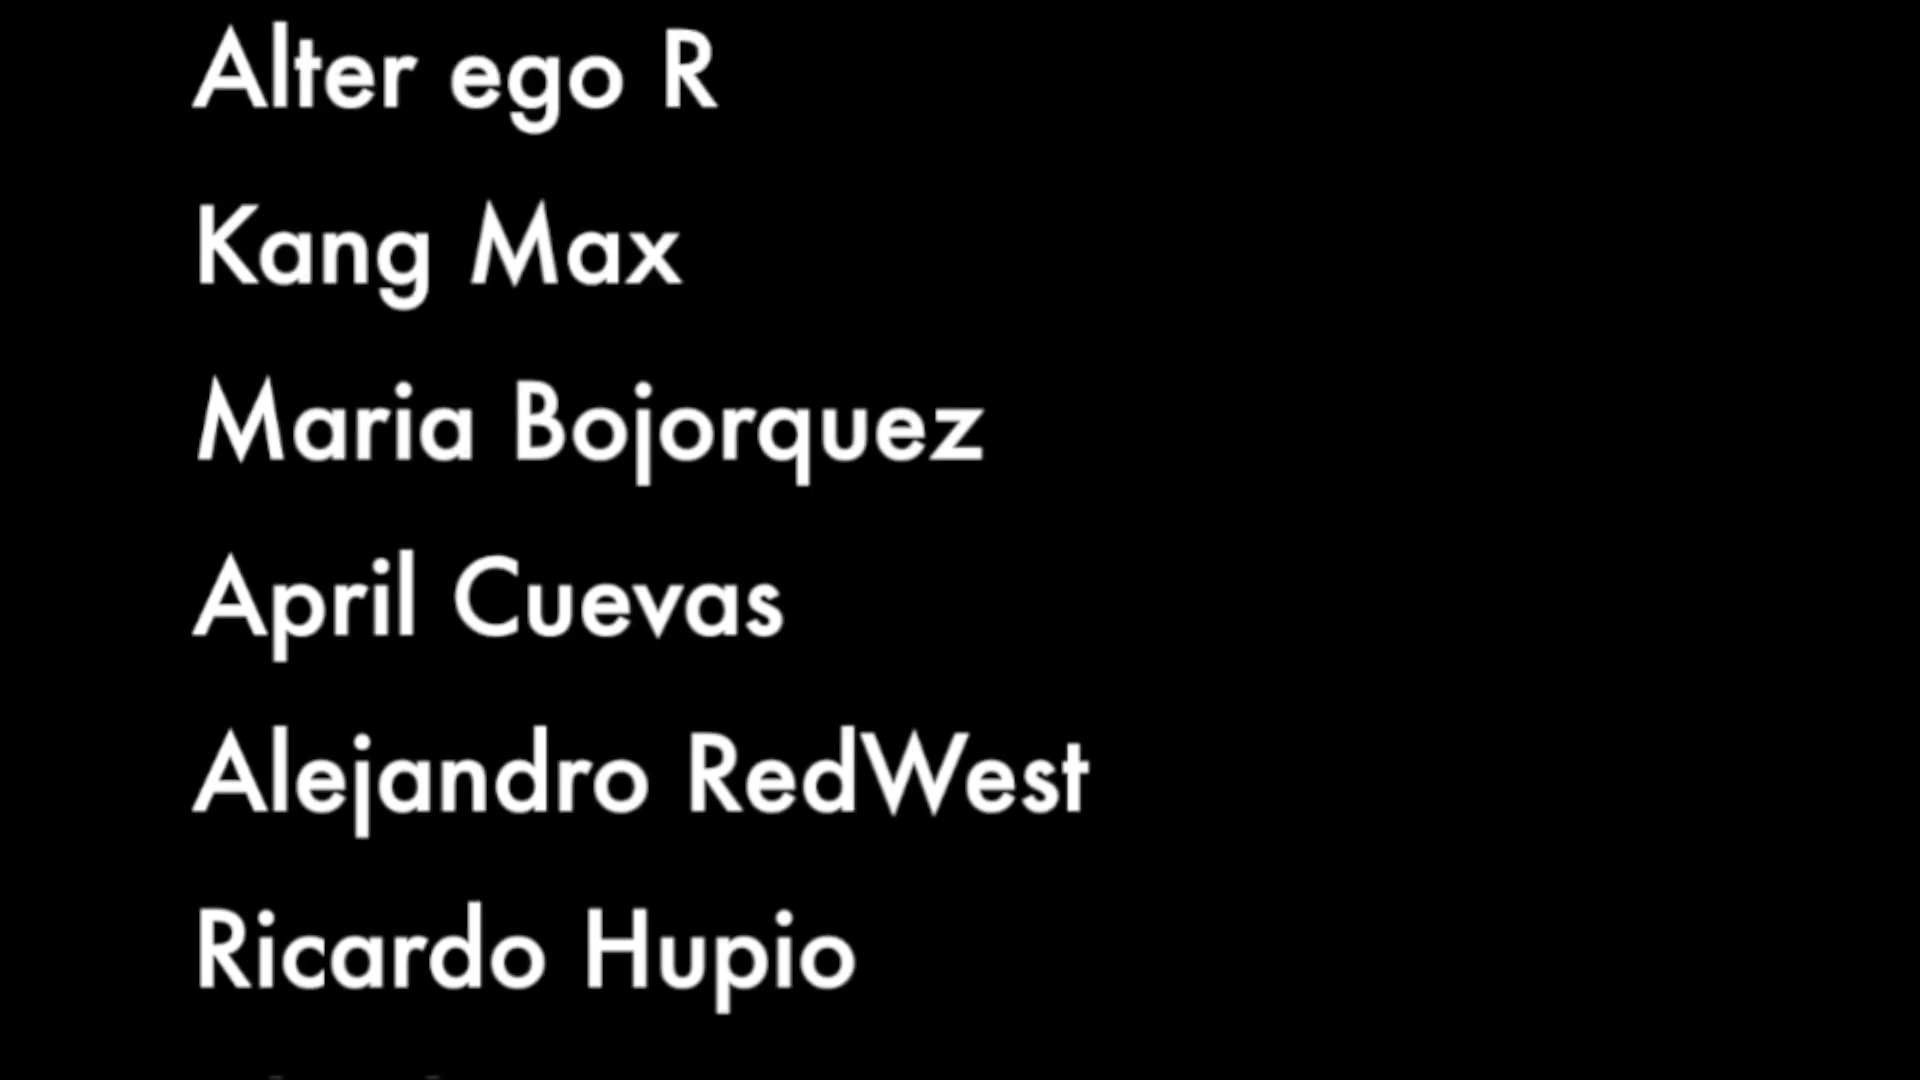 Alter ego R
Kang Max
Maria Bojorquez
April Cuevas
Alejandro RedWest
Ricardo Hupio